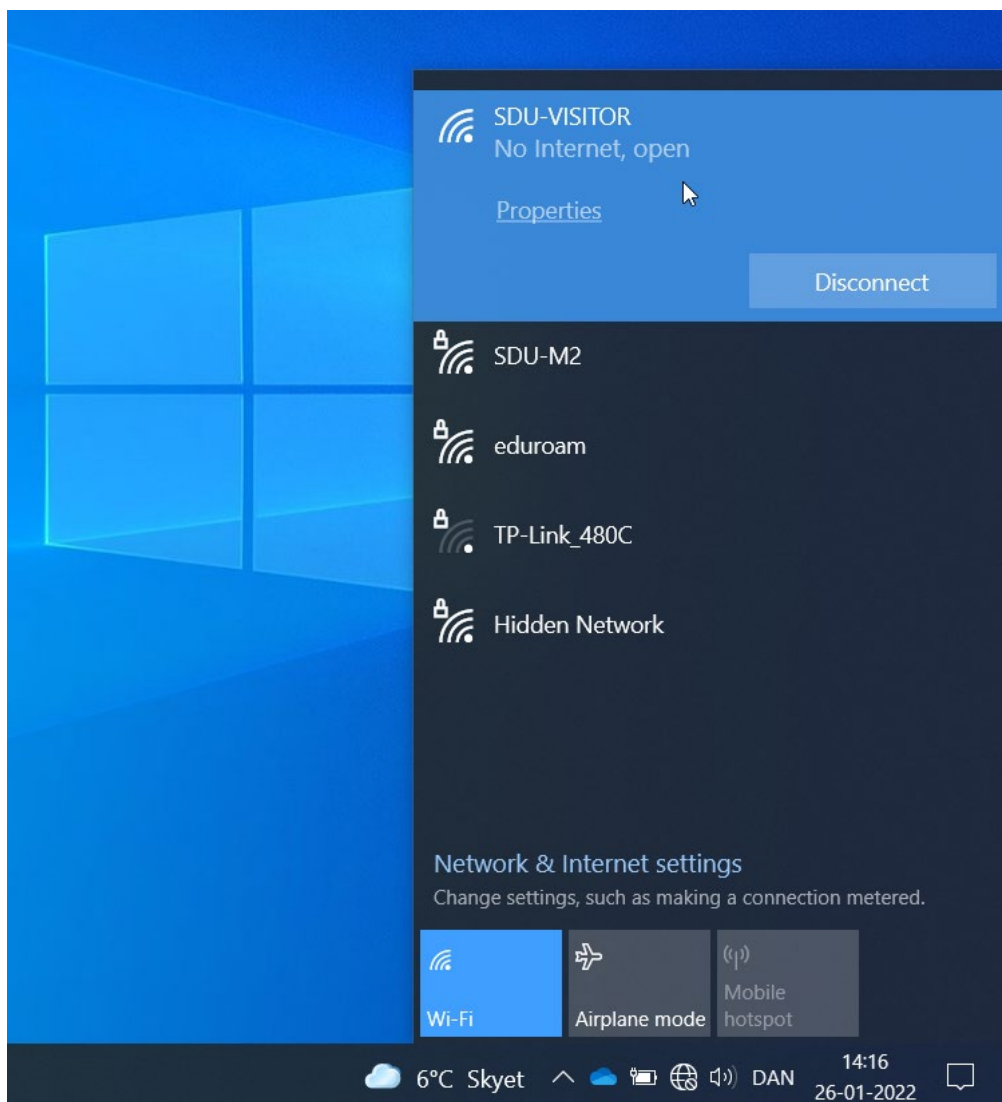 SDU-VISITOR
No Internet, open
Properties
Disconnect
SDU-M2
eduroam
TP-Link_480C
Hidden Network
Network & Internet settings
Change settings, such as making a connection metered.
Wi-Fi
Airplane mode
Mobile
hotspot
6°C Skyet
DAN
14:16
26-01-2022